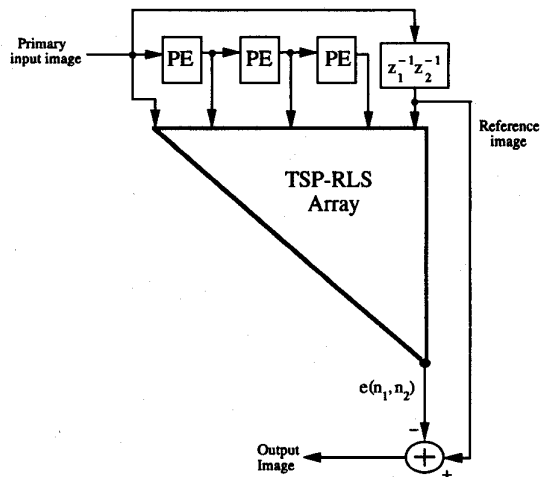 Primary
input image
PE
PE
PE
z₁⁻¹z₂⁻¹
Reference
image
TSP-RLS
Array
e(n₁,n₂)
−
Output
Image
+
+